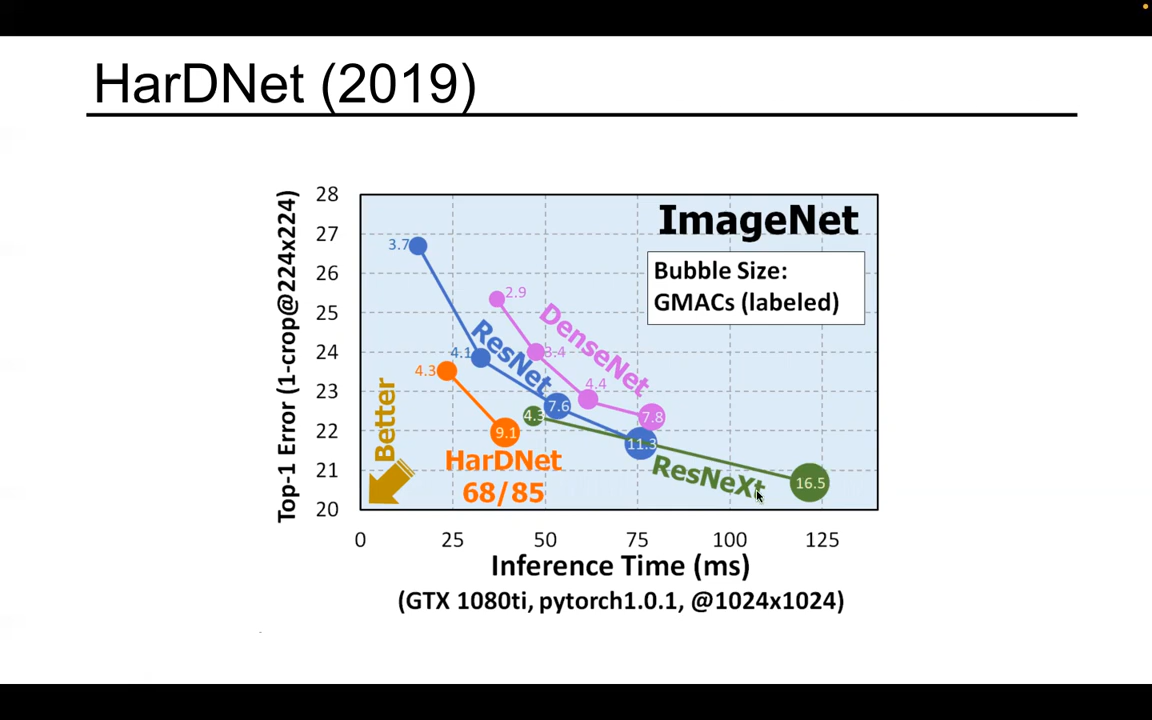 HarDNet (2019)
Top-1 Error (1-crop@224x224)
28
27
26
25
24
23
22
21
20
ImageNet
Bubble Size:
GMACs (labeled)
3.7
4.1
7.6
11.3
ResNet
2.9
3.4
4.4
7.8
DenseNet
4.3
9.1
HarDNet
68/85
4.3
16.5
ResNeXt
Better
0 25 50 75 100 125
Inference Time (ms)
(GTX 1080ti, pytorch1.0.1, @1024x1024)